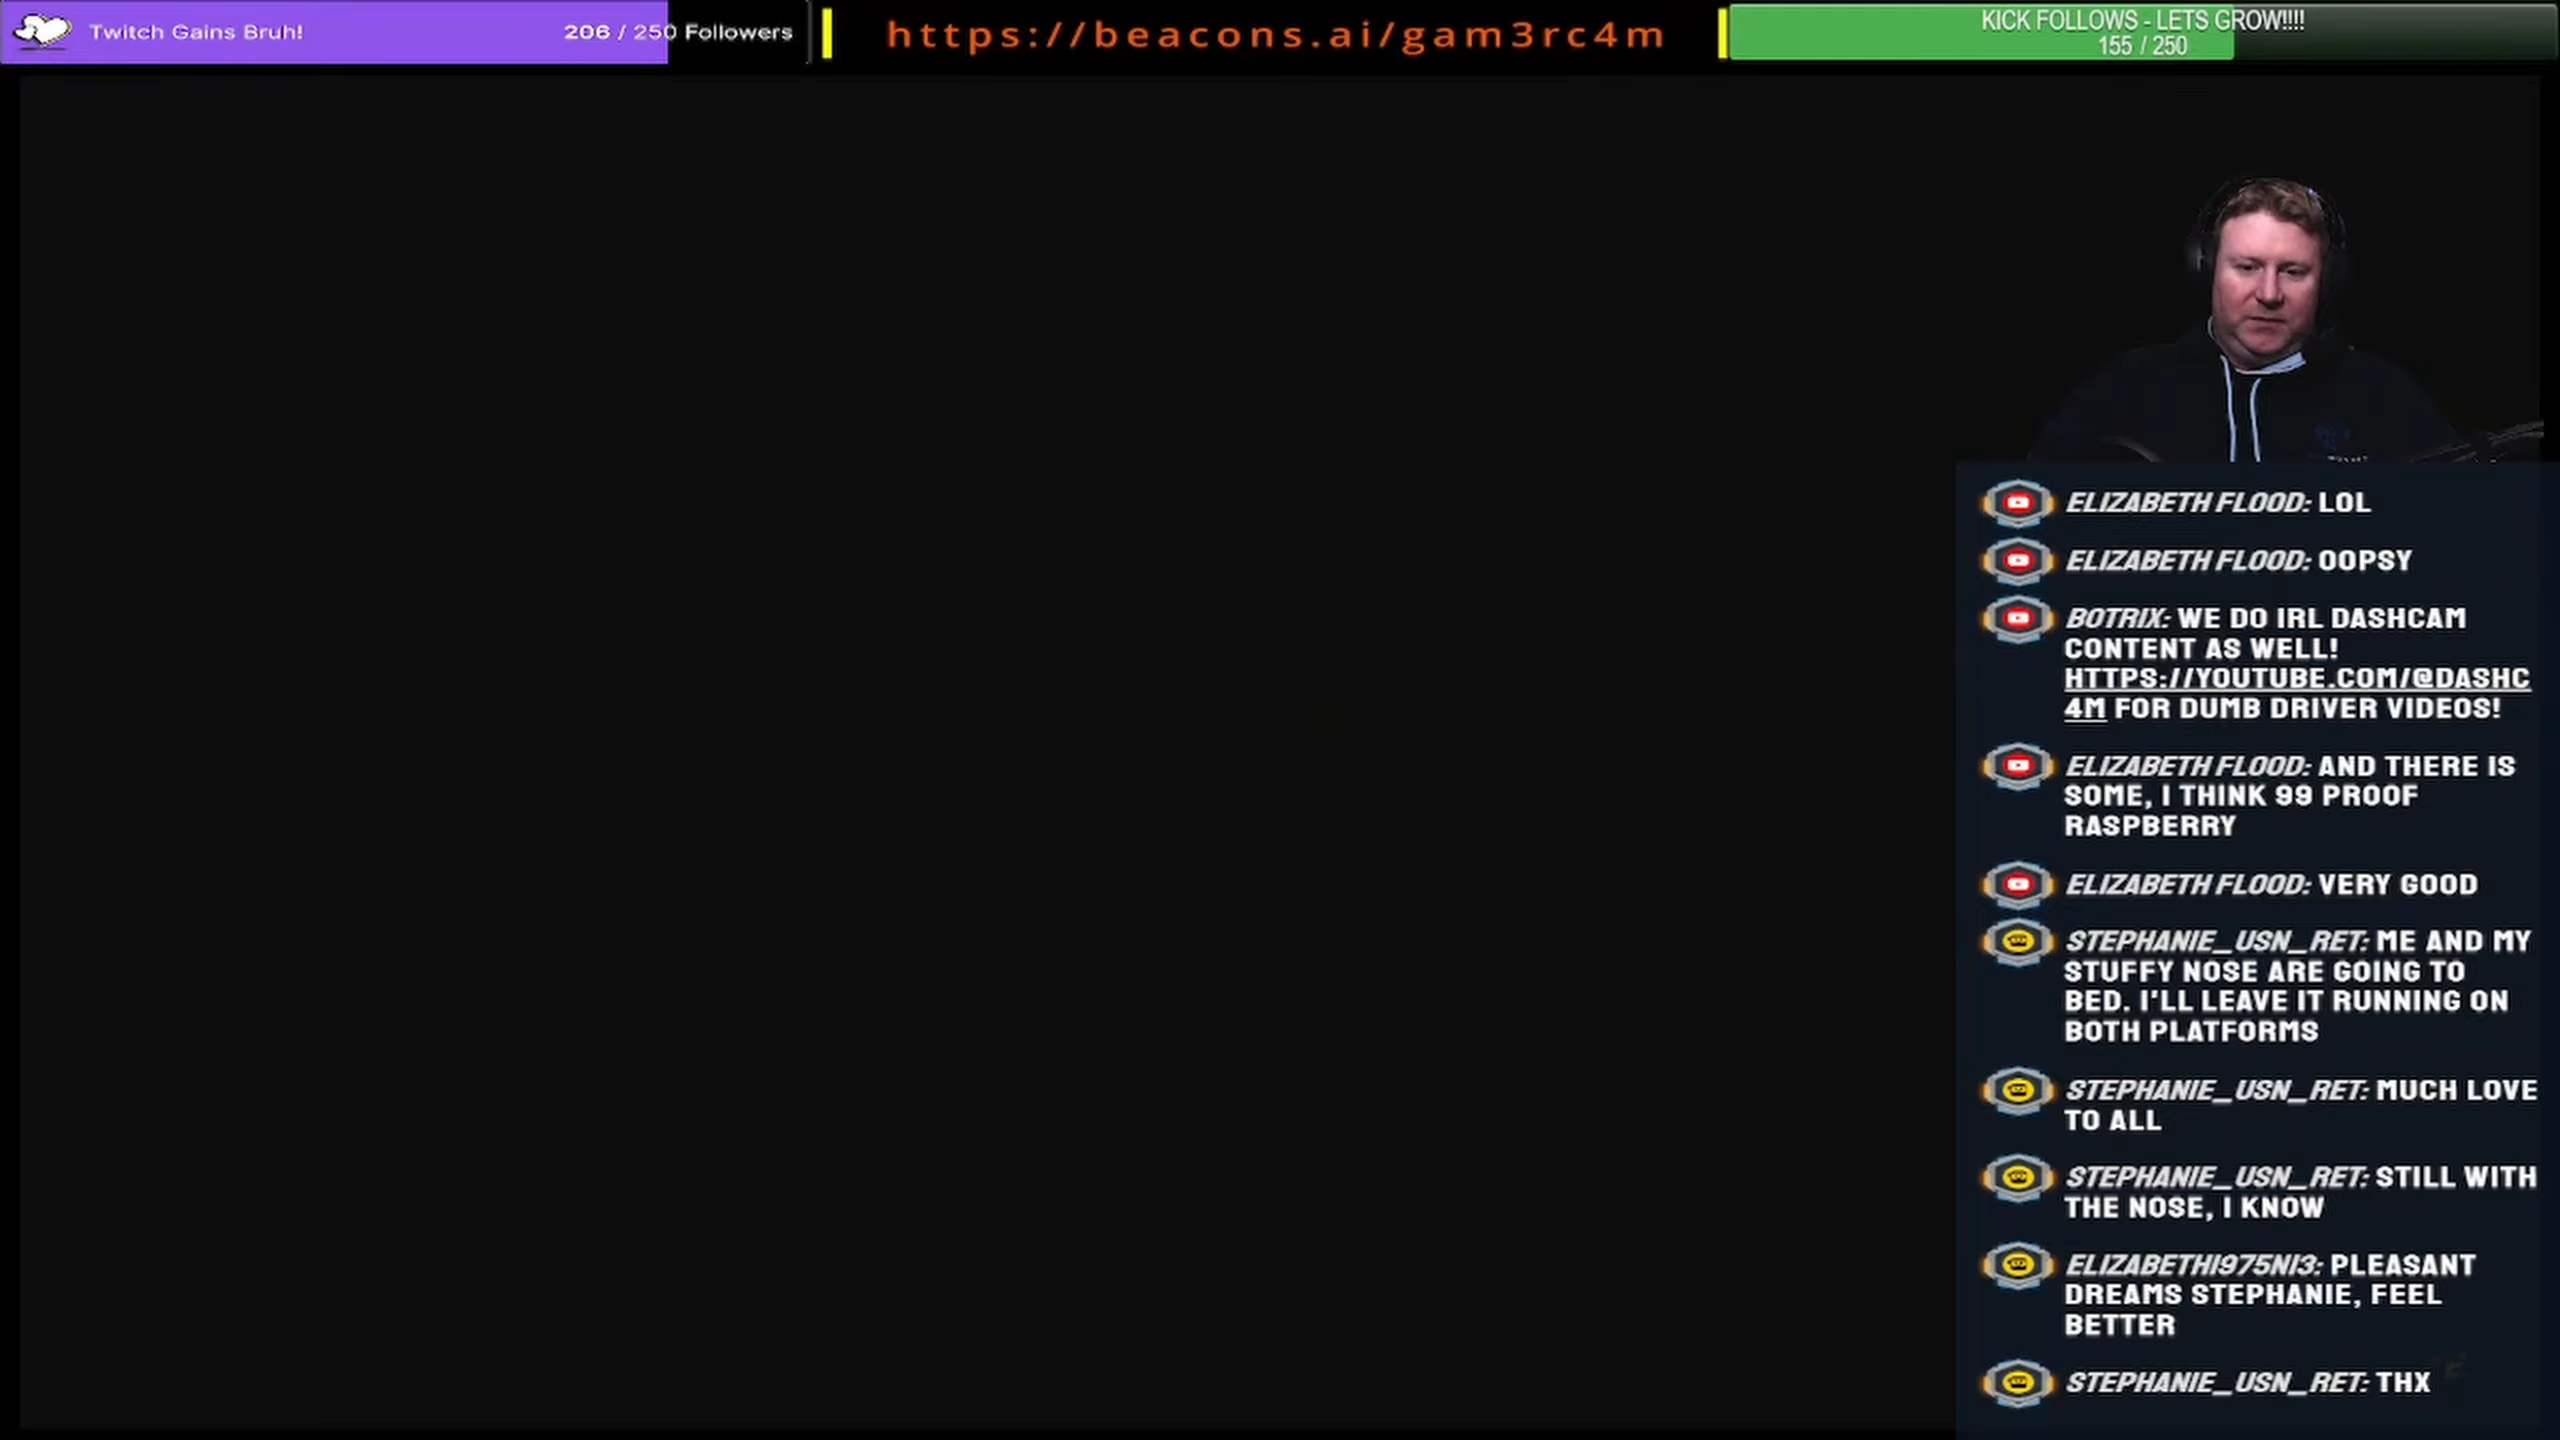 Twitch Gains Bruh!
206 / 250 Followers
https://beacons.ai/gam3rc4m
KICK FOLLOWS - LETS GROW!!!!
155 / 250
ELIZABETH FLOOD: LOL
ELIZABETH FLOOD: OOPSY
BOTRIX: WE DO IRL DASHCAM
CONTENT AS WELL!
HTTPS://YOUTUBE.COM/@DASHC
4M FOR DUMB DRIVER VIDEOS!
ELIZABETH FLOOD: AND THERE IS
SOME, I THINK 99 PROOF
RASPBERRY
ELIZABETH FLOOD: VERY GOOD
STEPHANIE_USN_RET: ME AND MY
STUFFY NOSE ARE GOING TO
BED. I'LL LEAVE IT RUNNING ON
BOTH PLATFORMS
STEPHANIE_USN_RET: MUCH LOVE
TO ALL
STEPHANIE_USN_RET: STILL WITH
THE NOSE, I KNOW
ELIZABETH1975N13: PLEASANT
DREAMS STEPHANIE, FEEL
BETTER
STEPHANIE_USN_RET: THX